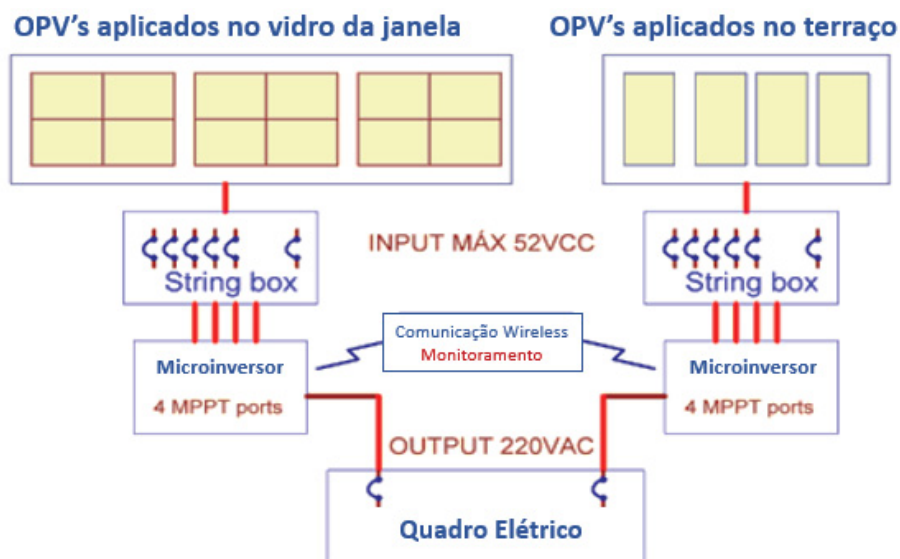 OPV's aplicados no vidro da janela
OPV's aplicados no terraço
INPUT MÁX 52VCC
String box
String box
Comunicação Wireless
Monitoramento
Microinversor
4 MPPT ports
Microinversor
4 MPPT ports
OUTPUT 220VAC
Quadro Elétrico